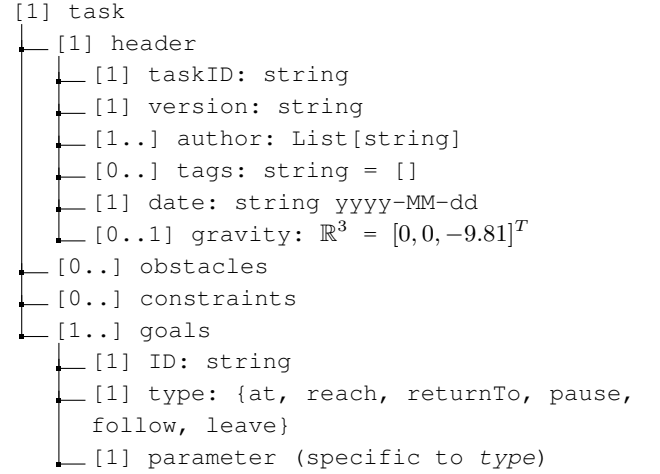 [1] task
[1] header
[1] taskID: string
[1] version: string
[1..] author: List[string]
[0..] tags: string = []
[1] date: string yyyy-MM-dd
[0..1] gravity: ℝ³ = [0, 0, −9.81]ᵀ
[0..] obstacles
[0..] constraints
[1..] goals
[1] ID: string
[1] type: {at, reach, returnTo, pause,
follow, leave}
[1] parameter (specific to type)